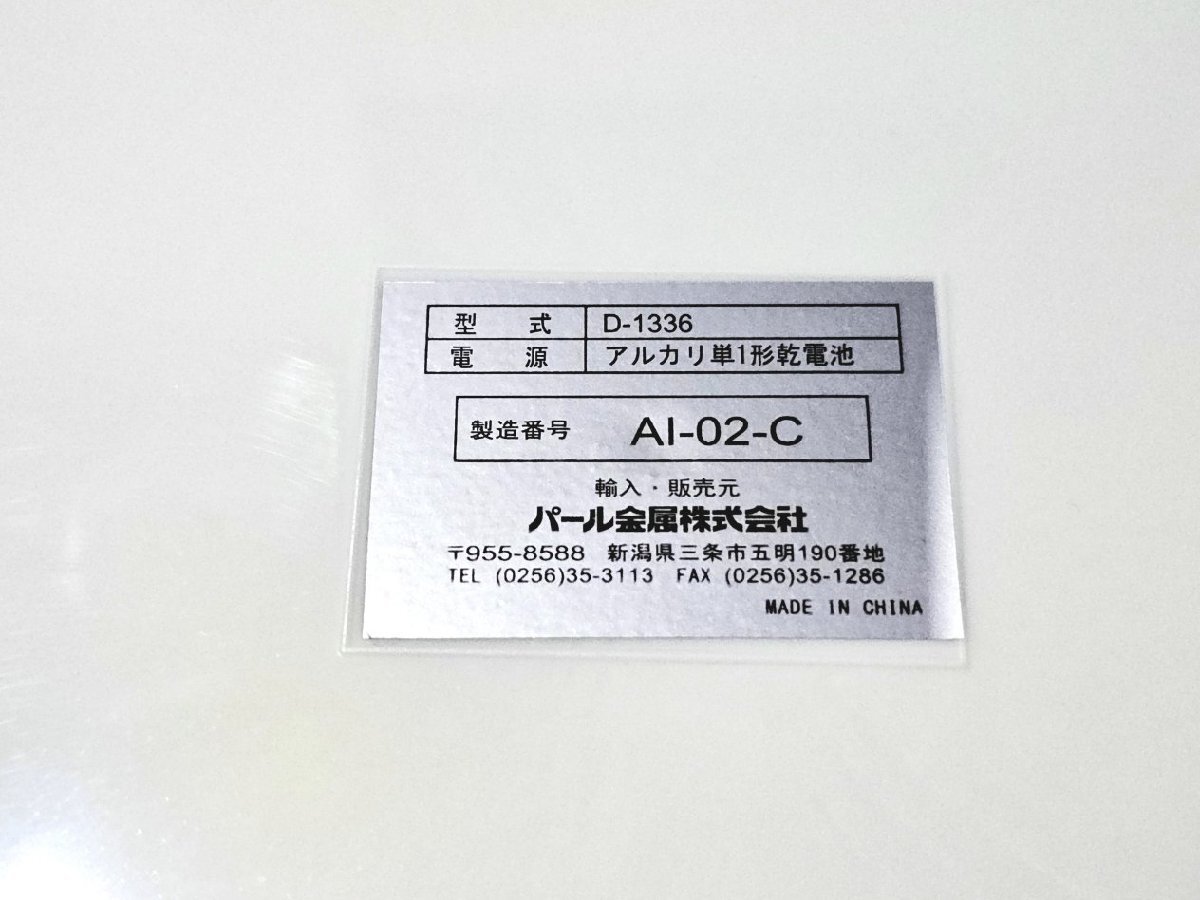 型 式 D-1336
電 源 アルカリ単1形乾電池
製造番号 AI-02-C
輸入・販売元
パール金属株式会社
〒955-8588 新潟県三条市五明190番地
TEL (0256)35-3113 FAX (0256)35-1286
MADE IN CHINA